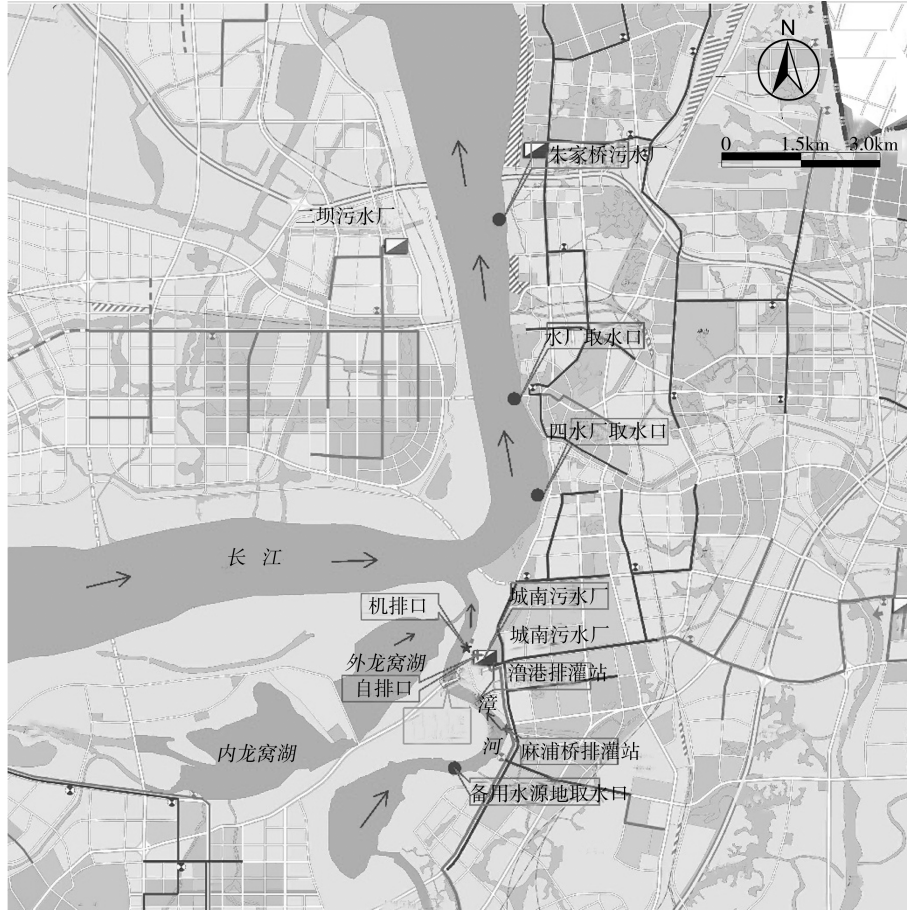 N
0 1.5km 3.0km
朱家桥污水厂
二坝污水厂
水厂取水口
四水厂取水口
长 江
机排口
城南污水厂
城南污水厂
外龙窝湖
澛港排灌站
自排口
漳
河
内龙窝湖
麻浦桥排灌站
备用水源地取水口